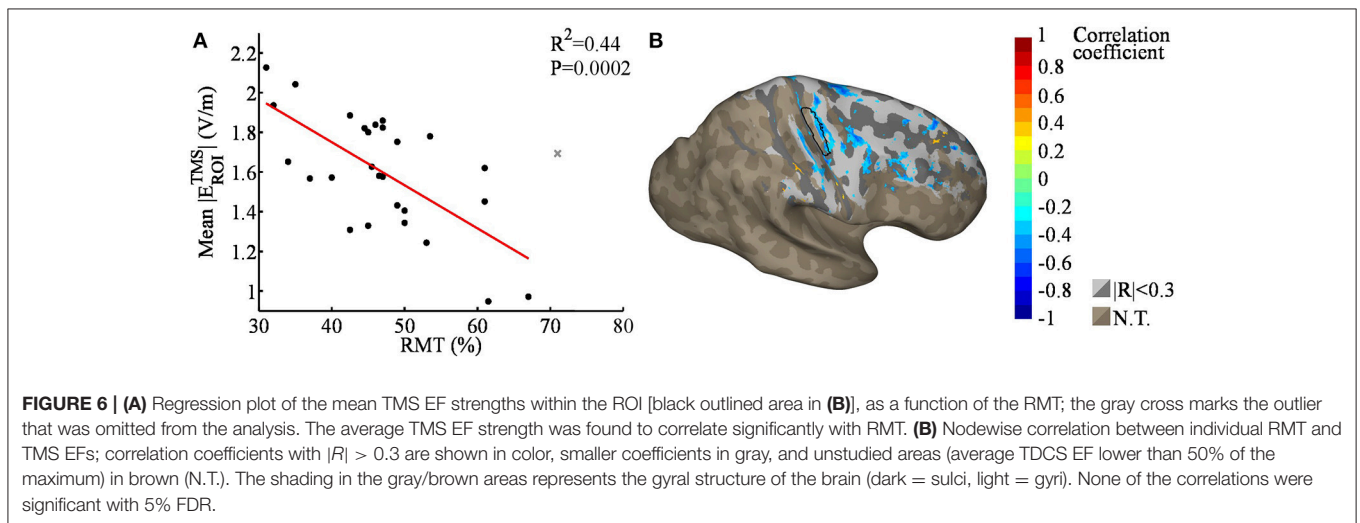 A
R²=0.44
P=0.0002
Mean |E^TMS_ROI| (V/m)
2.2
2
1.8
1.6
1.4
1.2
1
30 40 50 60 70 80
RMT (%)
B
Correlation
coefficient
1
0.8
0.6
0.4
0.2
0
-0.2
-0.4
-0.6
-0.8
-1
|R|<0.3
N.T.
FIGURE 6 | (A) Regression plot of the mean TMS EF strengths within the ROI [black outlined area in (B)], as a function of the RMT; the gray cross marks the outlier
that was omitted from the analysis. The average TMS EF strength was found to correlate significantly with RMT. (B) Nodewise correlation between individual RMT and
TMS EFs; correlation coefficients with |R| > 0.3 are shown in color, smaller coefficients in gray, and unstudied areas (average TDCS EF lower than 50% of the
maximum) in brown (N.T.). The shading in the gray/brown areas represents the gyral structure of the brain (dark = sulci, light = gyri). None of the correlations were
significant with 5% FDR.